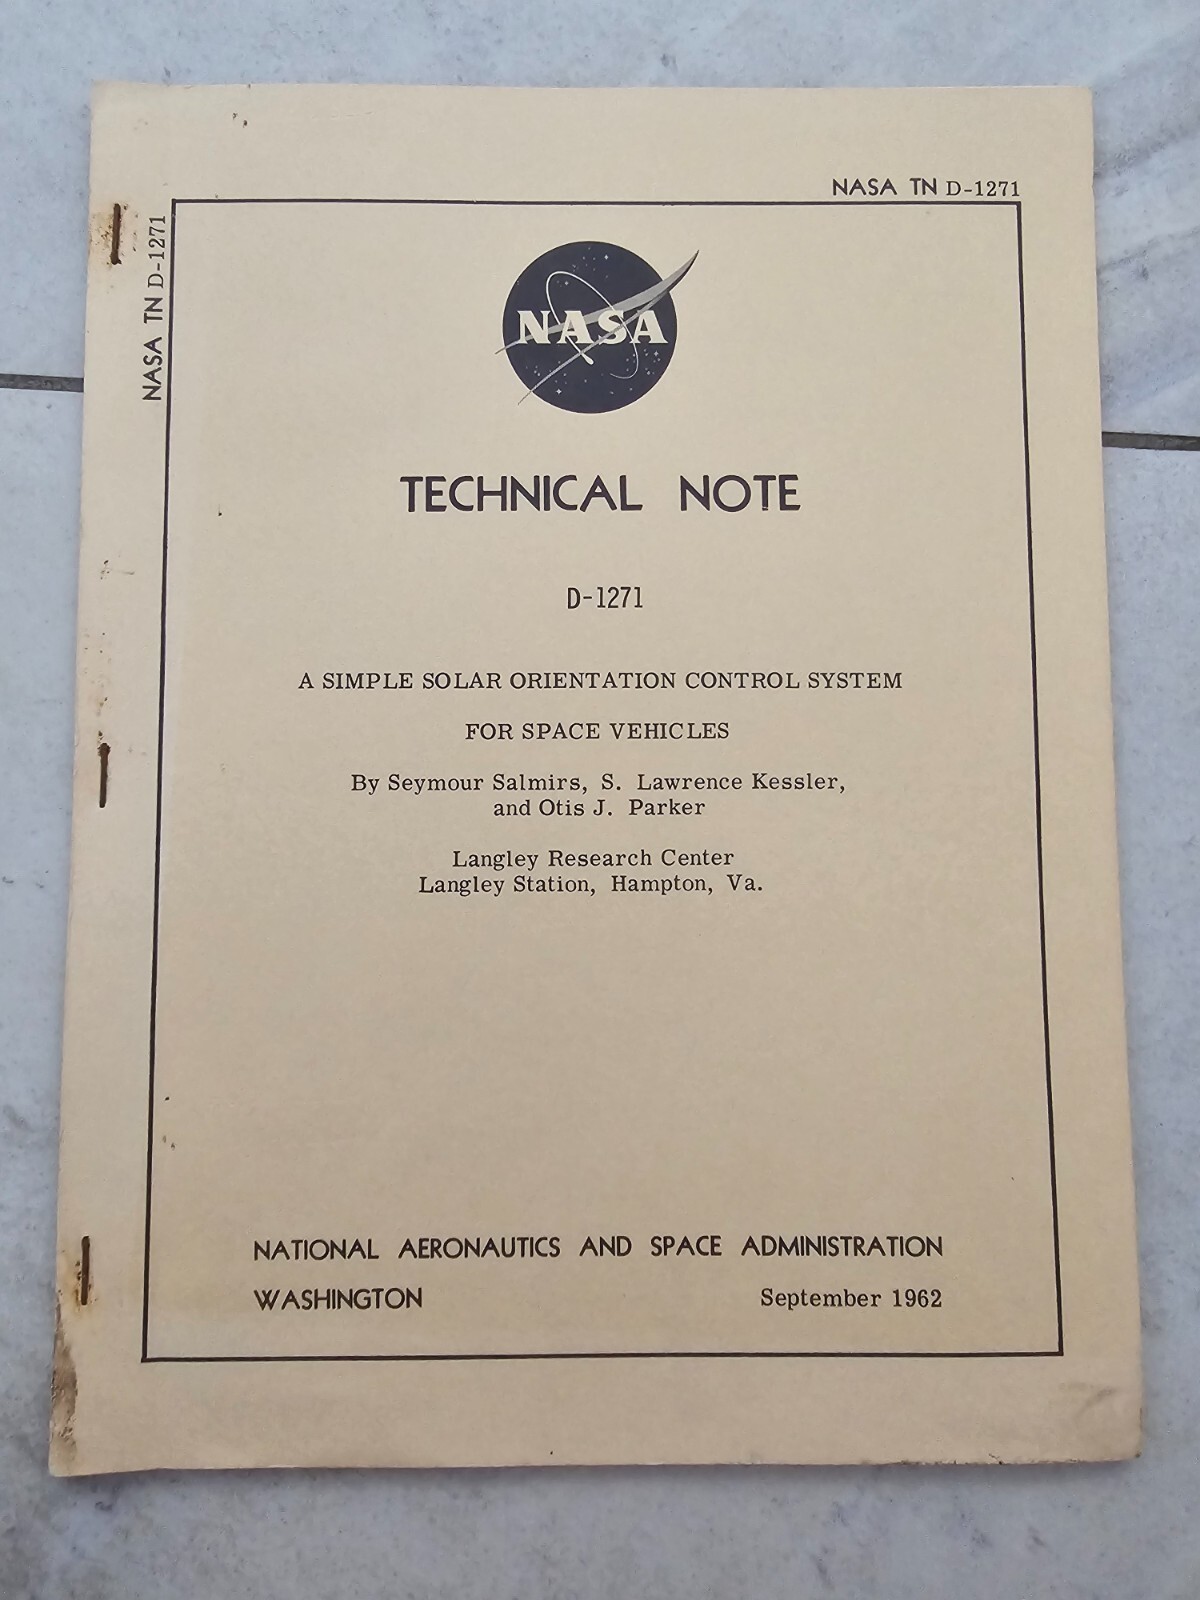 NASA TN D-1271
NASA TN D-1271
NASA
TECHNICAL NOTE
D-1271
A SIMPLE SOLAR ORIENTATION CONTROL SYSTEM
FOR SPACE VEHICLES
By Seymour Salmirs, S. Lawrence Kessler,
and Otis J. Parker
Langley Research Center
Langley Station, Hampton, Va.
NATIONAL AERONAUTICS AND SPACE ADMINISTRATION
WASHINGTON September 1962